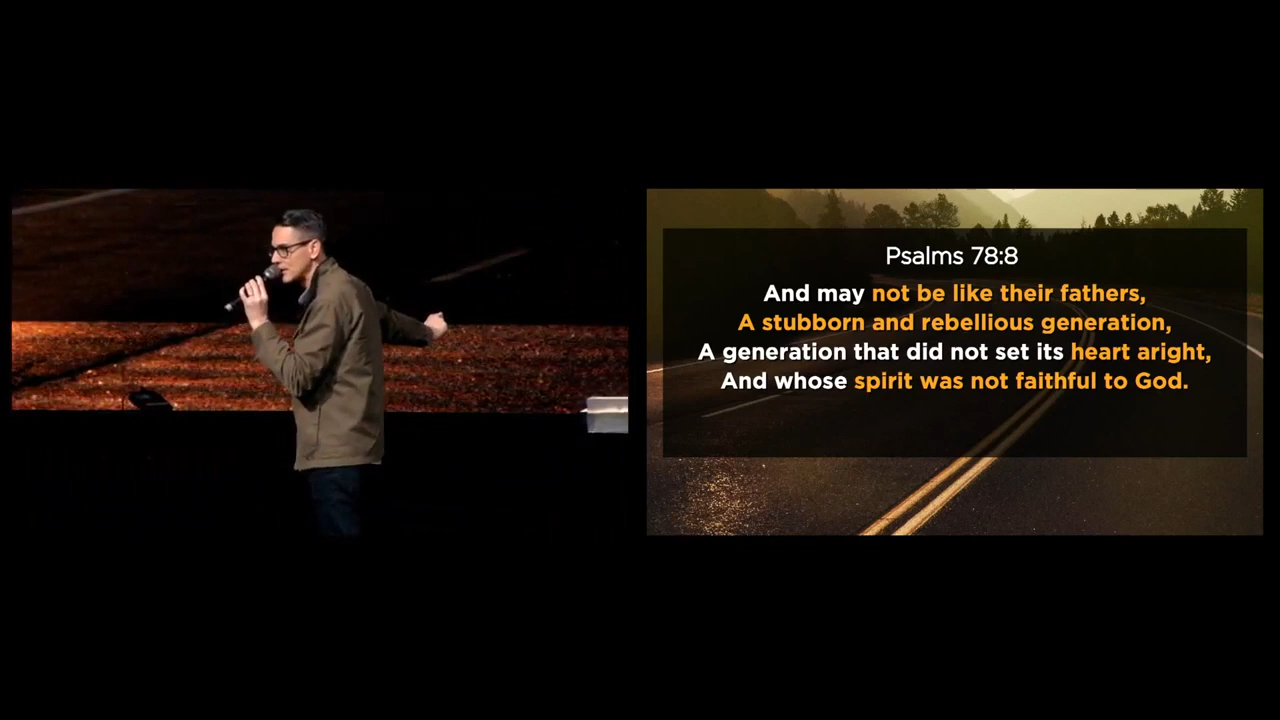 Psalms 78:8
And may not be like their fathers,
A stubborn and rebellious generation,
A generation that did not set its heart aright,
And whose spirit was not faithful to God.